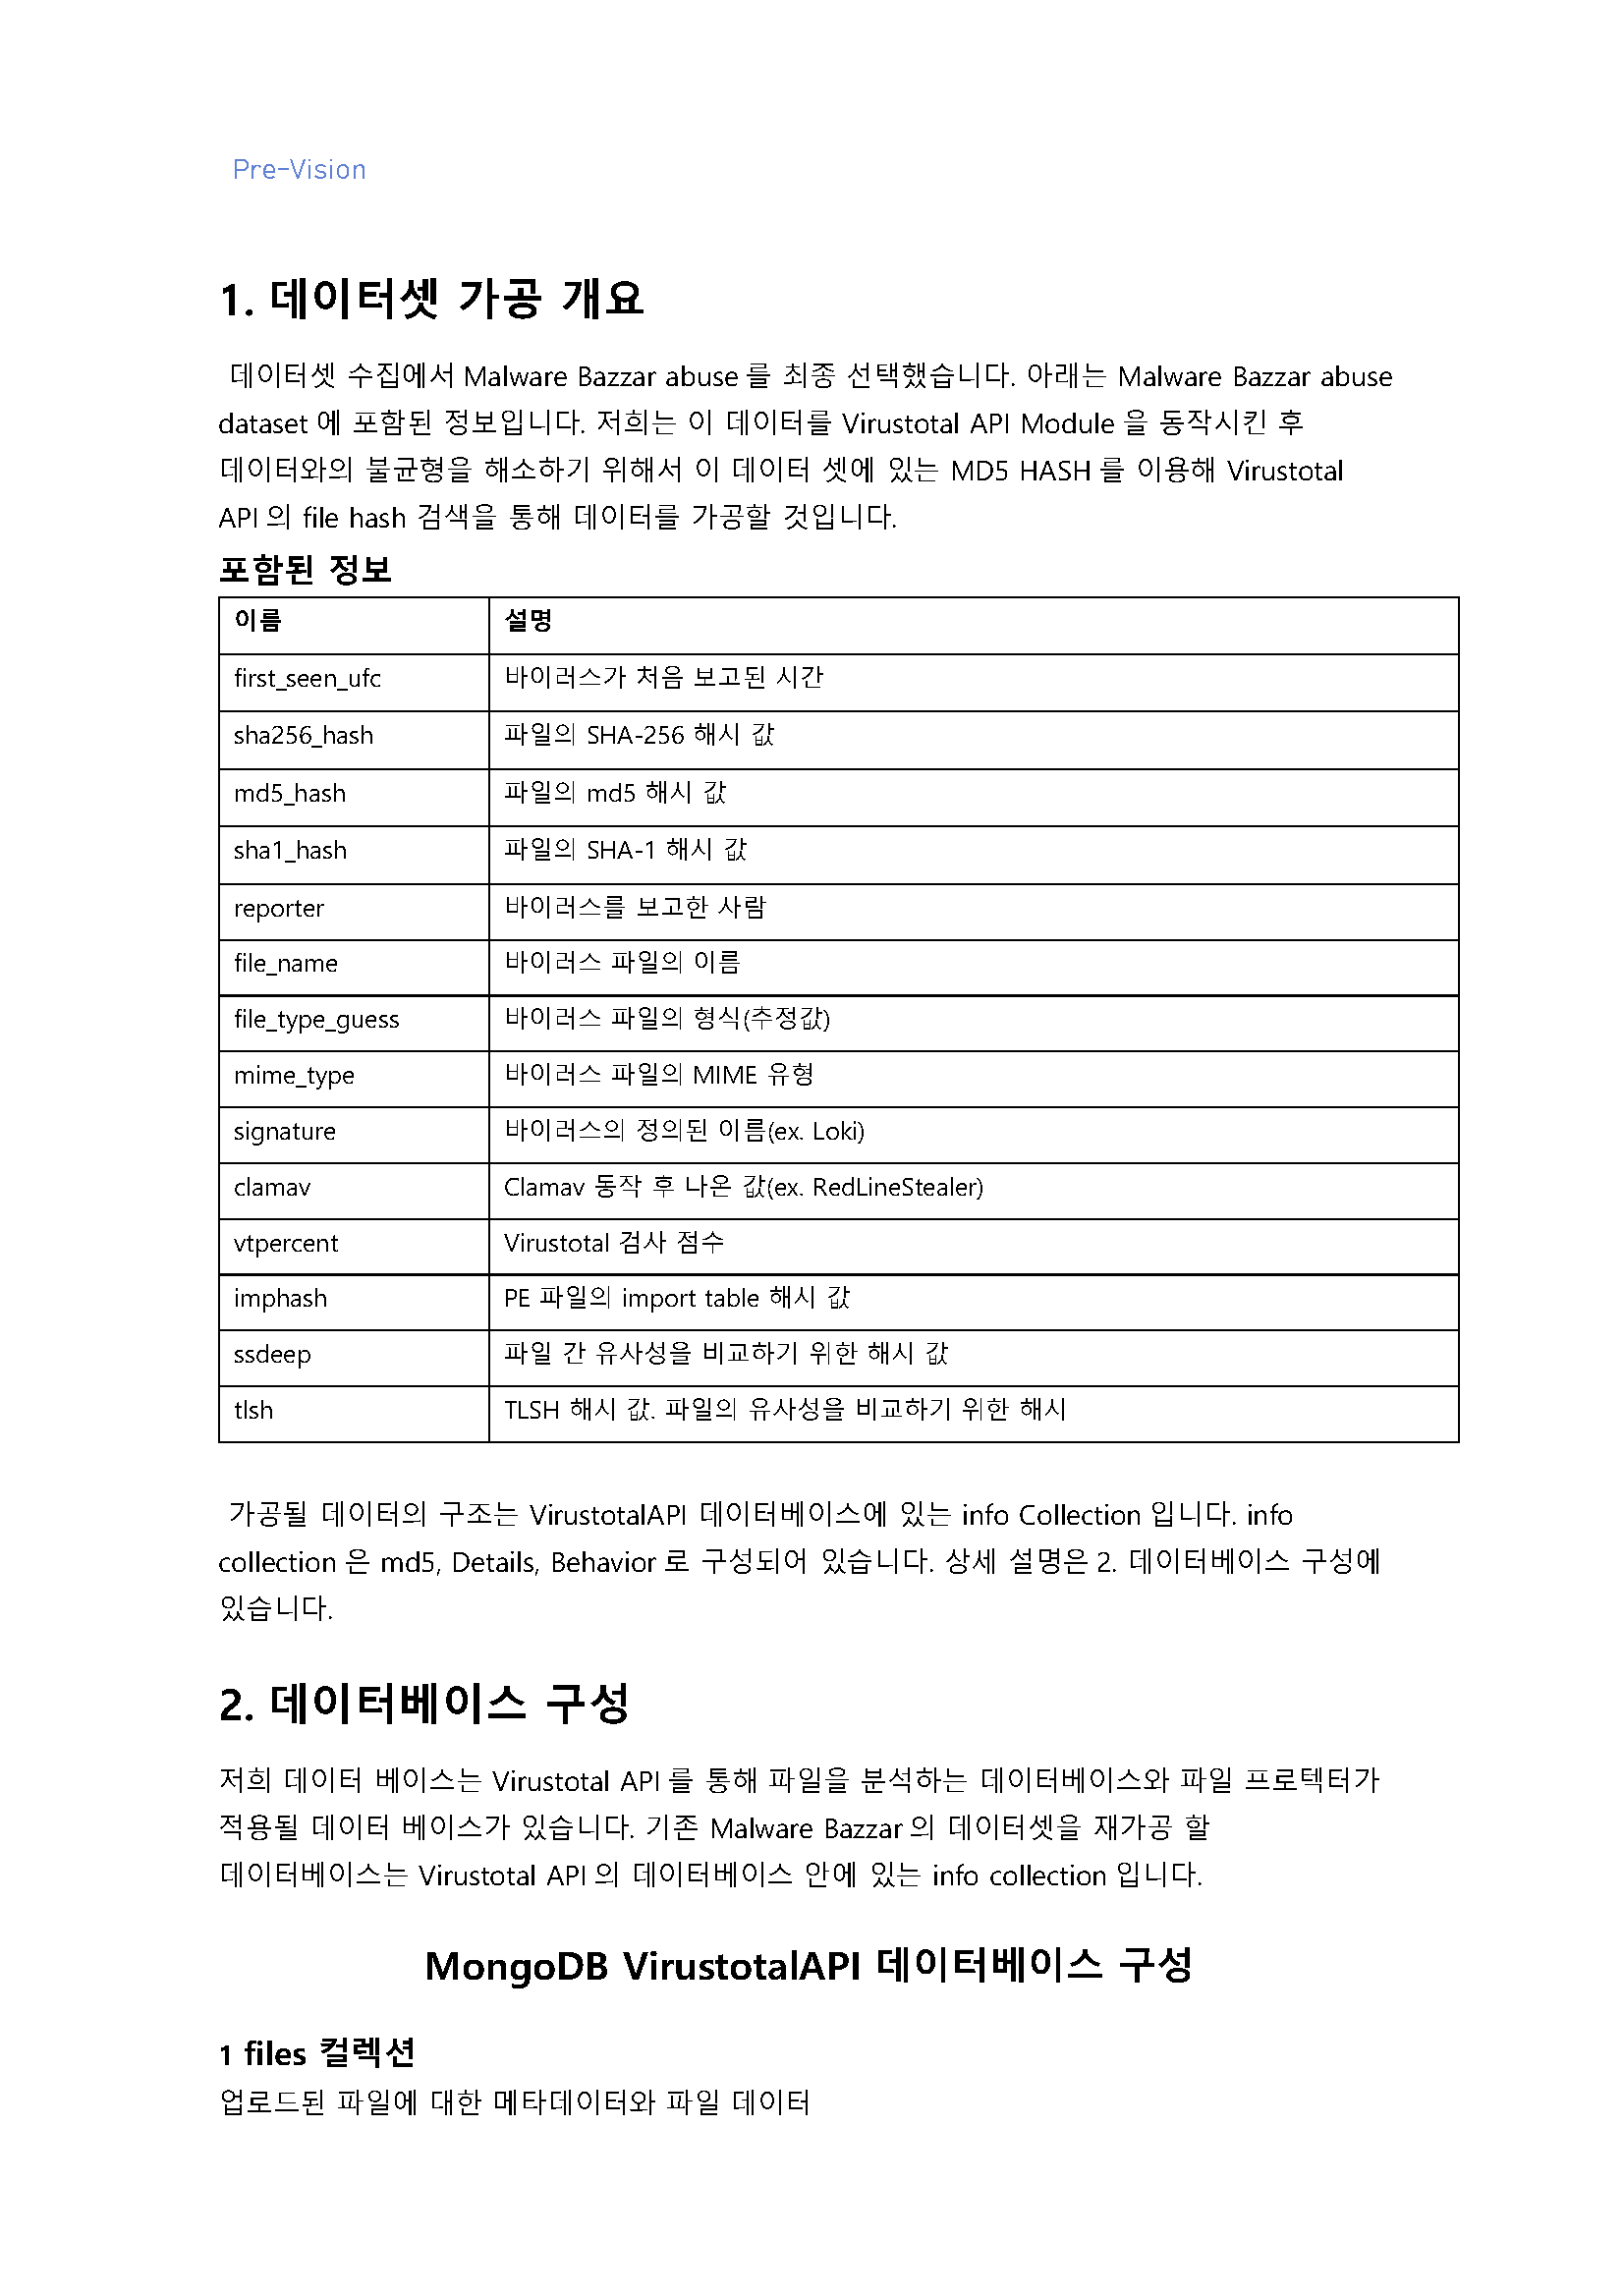 Pre-Vision
1. 데이터셋 가공 개요
데이터셋 수집에서 Malware Bazzar abuse 를 최종 선택했습니다. 아래는 Malware Bazzar abuse
dataset 에 포함된 정보입니다. 저희는 이 데이터를 Virustotal API Module 을 동작시킨 후
데이터와의 불균형을 해소하기 위해서 이 데이터 셋에 있는 MD5 HASH 를 이용해 Virustotal
API 의 file hash 검색을 통해 데이터를 가공할 것입니다.
포함된 정보
이름 설명
first_seen_ufc 바이러스가 처음 보고된 시간
sha256_hash 파일의 SHA-256 해시 값
md5_hash 파일의 md5 해시 값
sha1_hash 파일의 SHA-1 해시 값
reporter 바이러스를 보고한 사람
file_name 바이러스 파일의 이름
file_type_guess 바이러스 파일의 형식(추정값)
mime_type 바이러스 파일의 MIME 유형
signature 바이러스의 정의된 이름(ex. Loki)
clamav Clamav 동작 후 나온 값(ex. RedLineStealer)
vtpercent Virustotal 검사 점수
imphash PE 파일의 import table 해시 값
ssdeep 파일 간 유사성을 비교하기 위한 해시 값
tlsh TLSH 해시 값. 파일의 유사성을 비교하기 위한 해시
가공될 데이터의 구조는 VirustotalAPI 데이터베이스에 있는 info Collection 입니다. info
collection 은 md5, Details, Behavior 로 구성되어 있습니다. 상세 설명은 2. 데이터베이스 구성에
있습니다.
2. 데이터베이스 구성
저희 데이터 베이스는 Virustotal API 를 통해 파일을 분석하는 데이터베이스와 파일 프로텍터가
적용될 데이터 베이스가 있습니다. 기존 Malware Bazzar 의 데이터셋을 재가공 할
데이터베이스는 Virustotal API 의 데이터베이스 안에 있는 info collection 입니다.
MongoDB VirustotalAPI 데이터베이스 구성
1 files 컬렉션
업로드된 파일에 대한 메타데이터와 파일 데이터